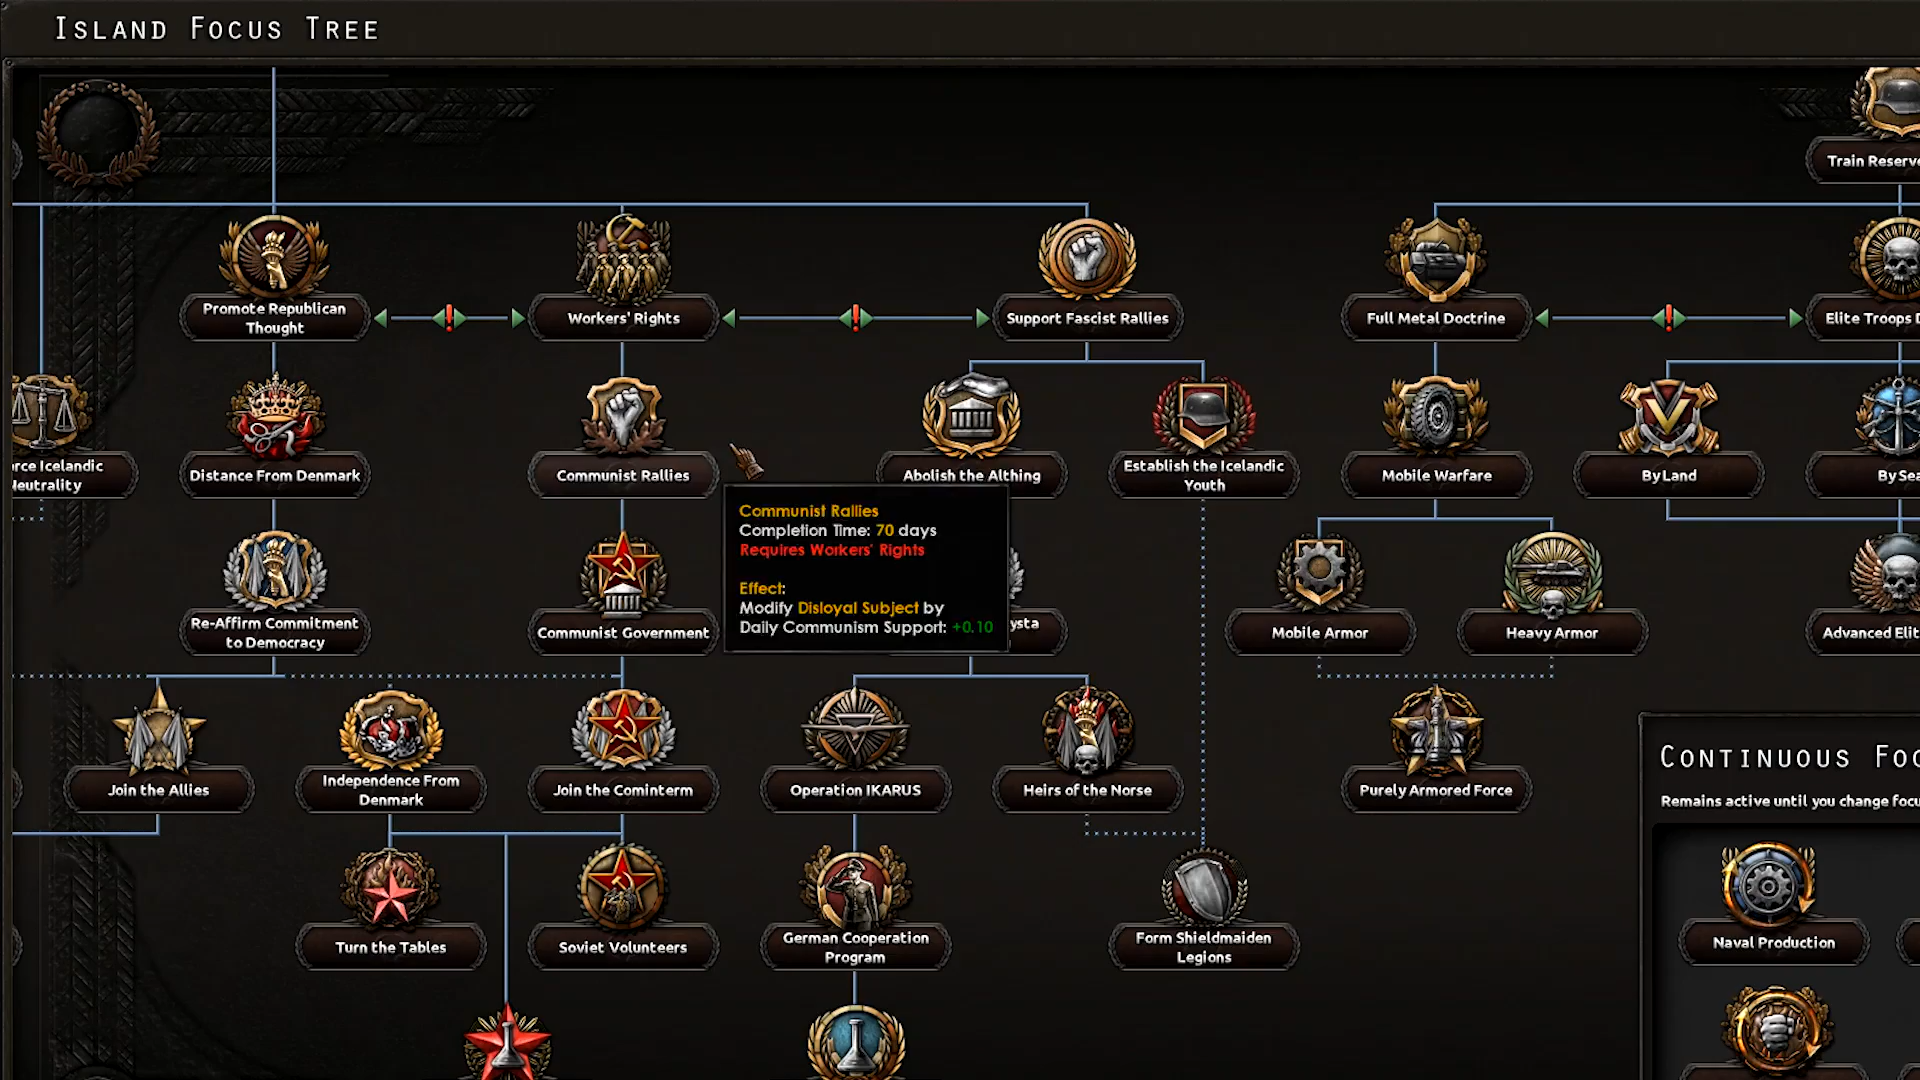 ISLAND FOCUS TREE
Train Reserve
Promote Republican
Thought
Workers' Rights
Support Fascist Rallies
Full Metal Doctrine
Elite Troops D
rce Icelandic
Neutrality
Distance From Denmark
Communist Rallies
Abolish the Althing
Establish the Icelandic
Youth
Mobile Warfare
By Land
By Sea
Communist Rallies
Completion Time: 70 days
Requires Workers' Rights
Effect:
Modify Disloyal Subject by
Daily Communism Support: +0.10
Re-Affirm Commitment
to Democracy
Communist Government
ysta
Mobile Armor
Heavy Armor
Advanced Elit
Join the Allies
Independence From
Denmark
Join the Cominterm
Operation IKARUS
Heirs of the Norse
Purely Armored Force
CONTINUOUS FOC
Remains active until you change focu
Turn the Tables
Soviet Volunteers
German Cooperation
Program
Form Shieldmaiden
Legions
Naval Production